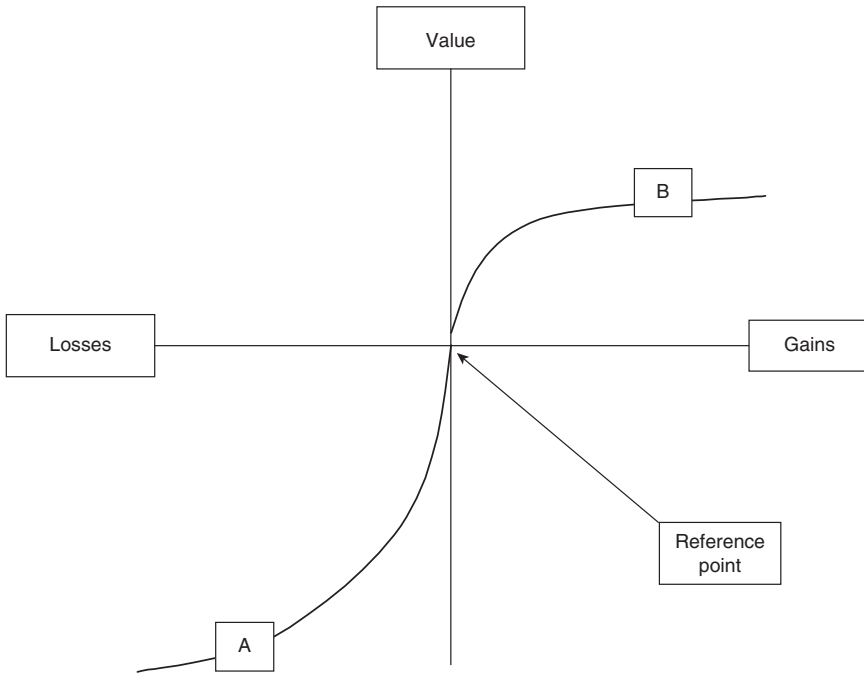 Value
B
Losses
Gains
Reference
point
A